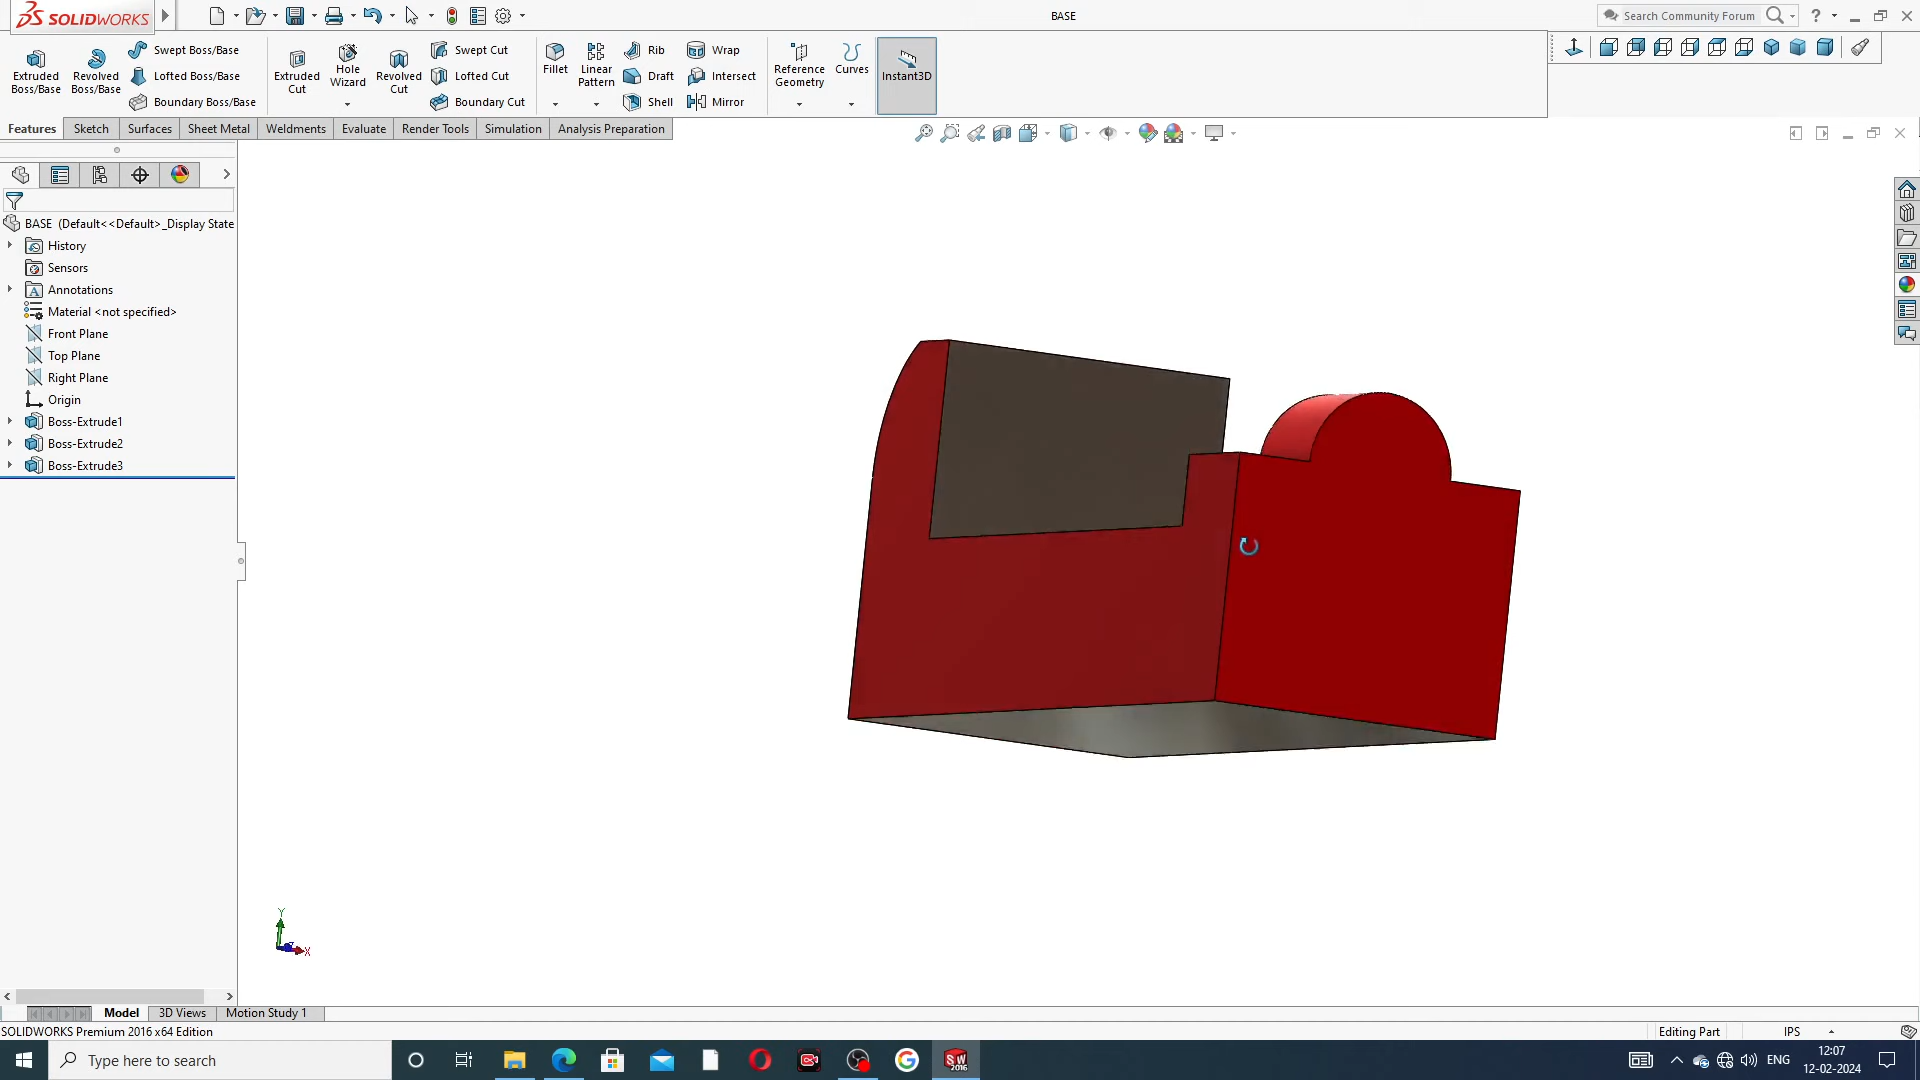 SOLIDWORKS
BASE
Search Community Forum
Extruded Boss/Base
Revolved Boss/Base
Swept Boss/Base
Lofted Boss/Base
Boundary Boss/Base
Extruded Cut
Hole Wizard
Revolved Cut
Swept Cut
Lofted Cut
Boundary Cut
Fillet
Linear Pattern
Rib
Draft
Shell
Wrap
Intersect
Mirror
Reference Geometry
Curves
Instant3D
Features
Sketch
Surfaces
Sheet Metal
Weldments
Evaluate
Render Tools
Simulation
Analysis Preparation
BASE (Default<<Default>_Display State
History
Sensors
Annotations
Material <not specified>
Front Plane
Top Plane
Right Plane
Origin
Boss-Extrude1
Boss-Extrude2
Boss-Extrude3
Y
X
Model
3D Views
Motion Study 1
SOLIDWORKS Premium 2016 x64 Edition
Editing Part
IPS
Type here to search
SW
2016
ENG
12:07
12-02-2024